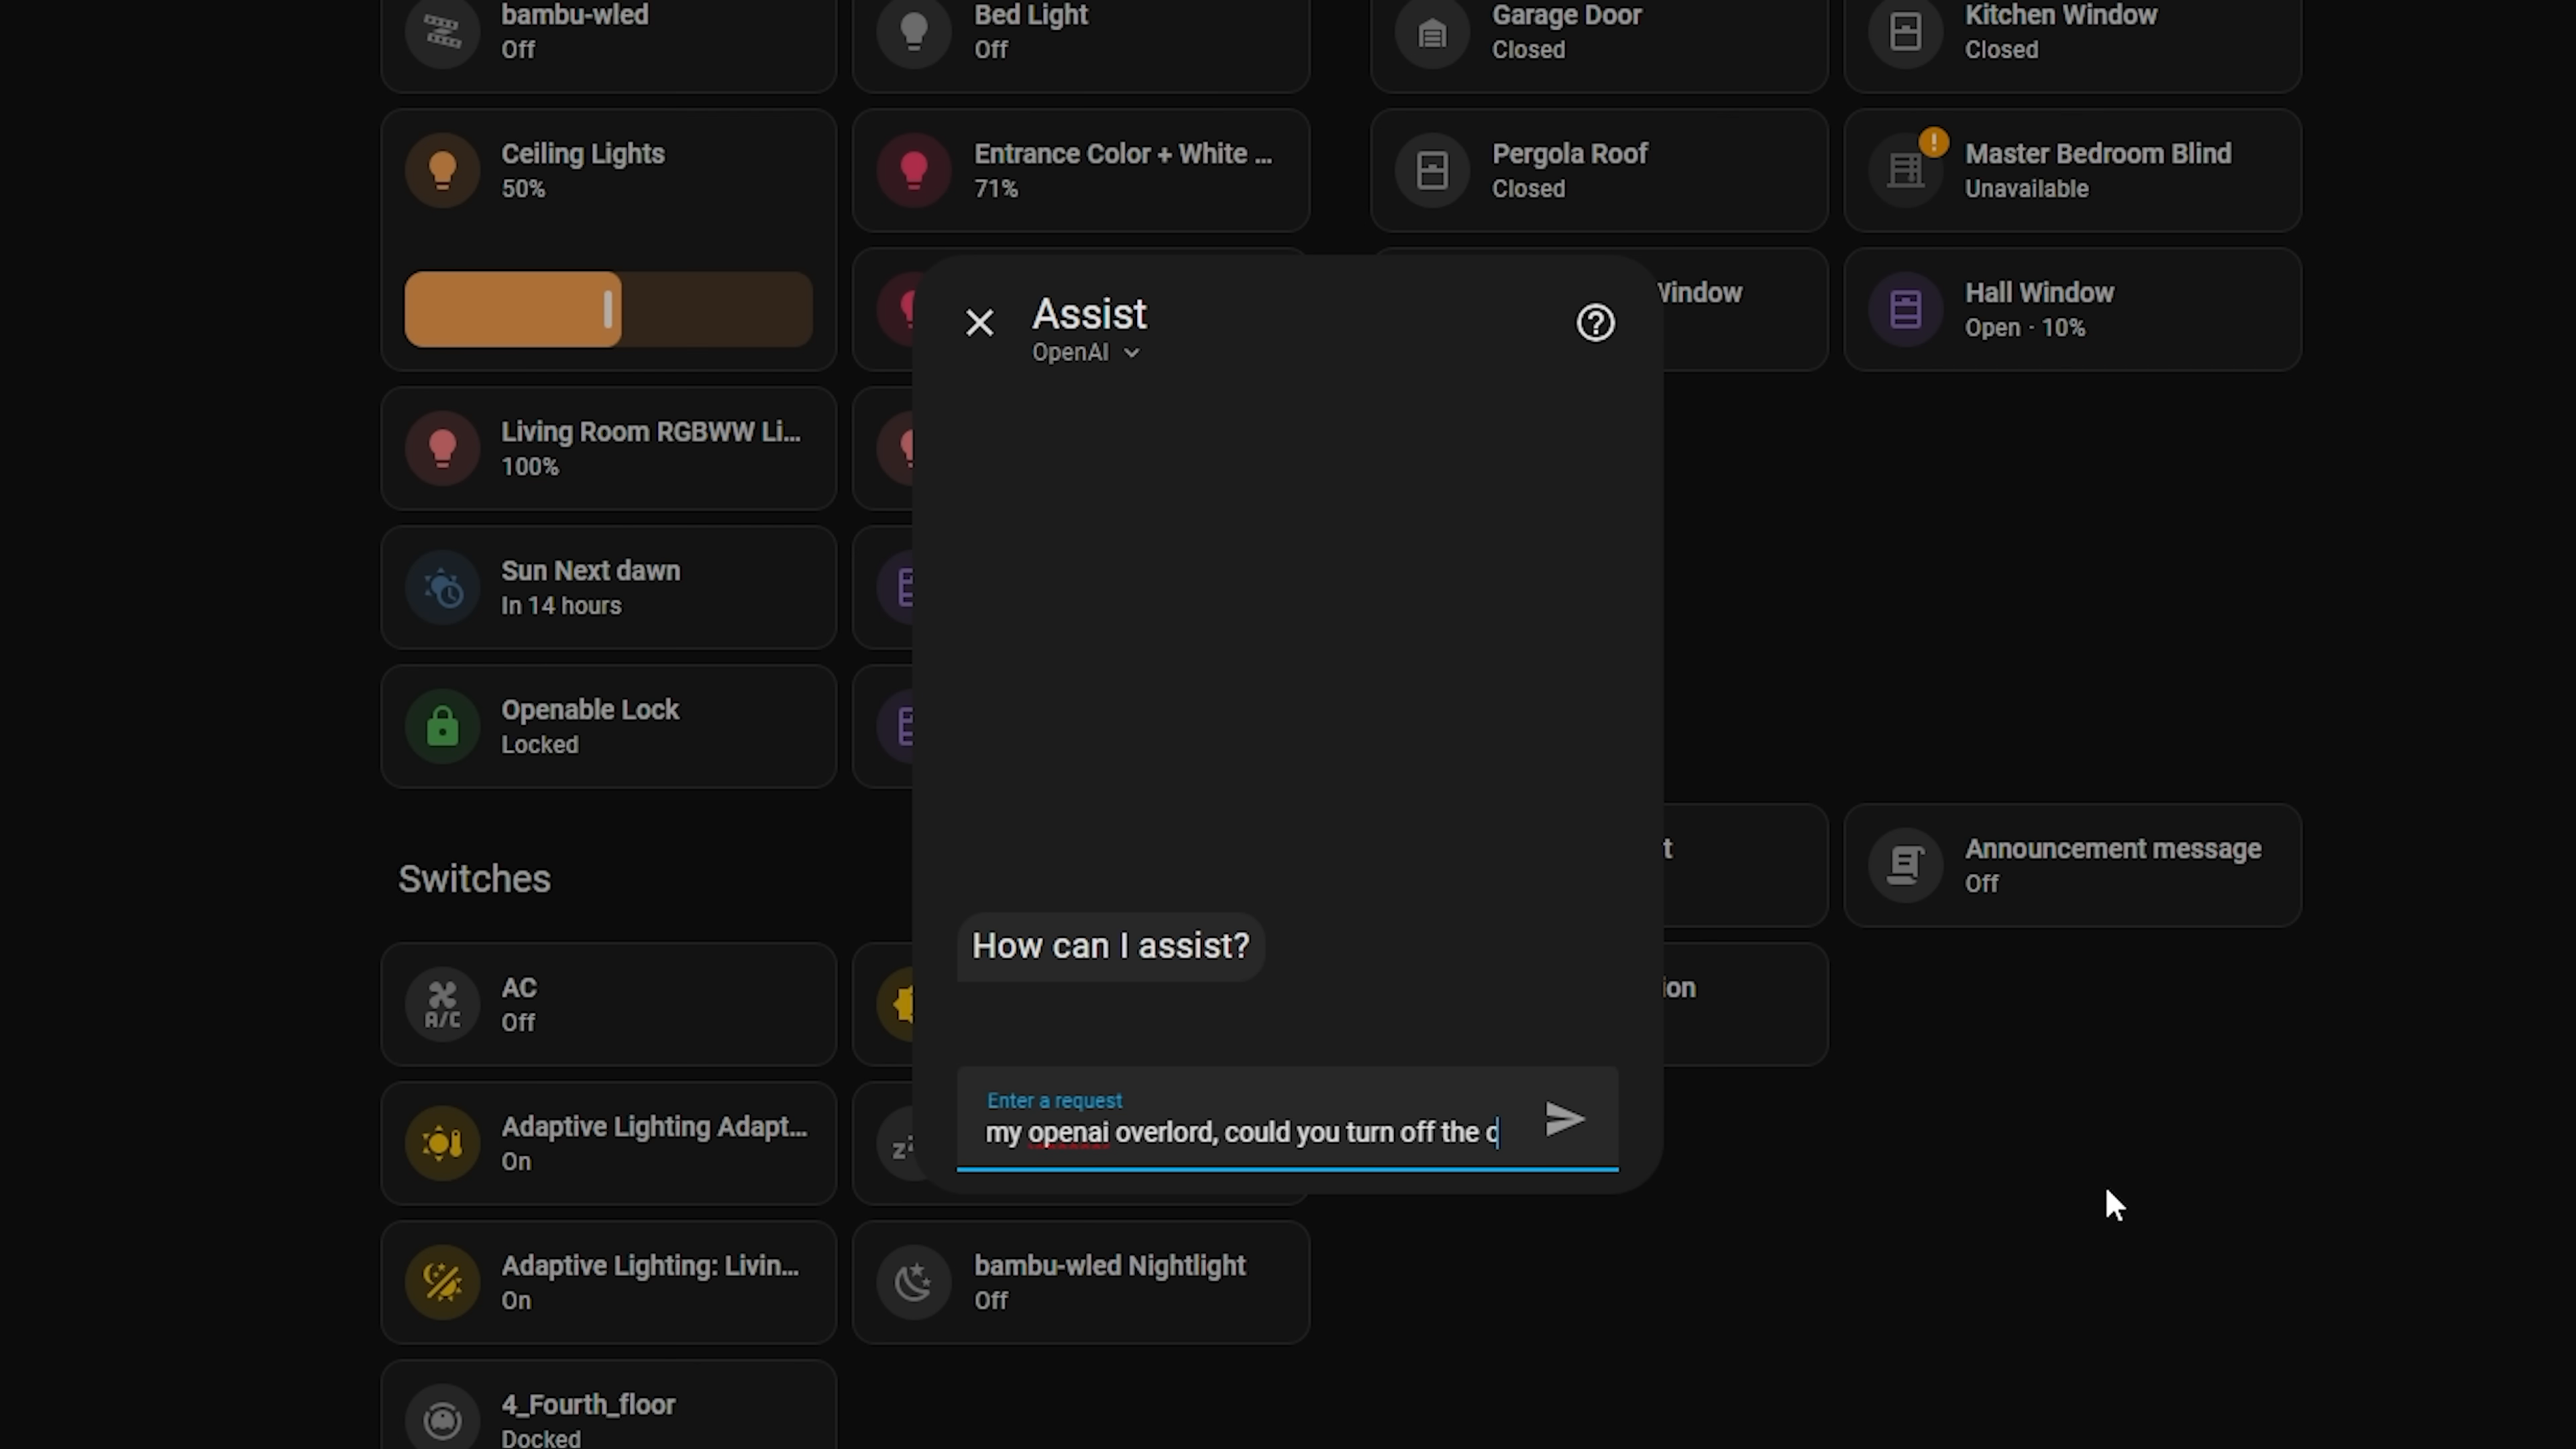 bambu-wled
Off
Bed Light
Off
Garage Door
Closed
Kitchen Window
Closed
Ceiling Lights
50%
Entrance Color + White ...
71%
Pergola Roof
Closed
Master Bedroom Blind
Unavailable
Window
Hall Window
Open · 10%
Assist
OpenAI
Living Room RGBWW Li...
100%
Sun Next dawn
In 14 hours
Openable Lock
Locked
Switches
t
Announcement message
Off
How can I assist?
AC
A/C
Off
ion
Enter a request
my openai overlord, could you turn off the c
Adaptive Lighting Adapt...
On
Adaptive Lighting: Livin...
On
bambu-wled Nightlight
Off
4_Fourth_floor
Docked